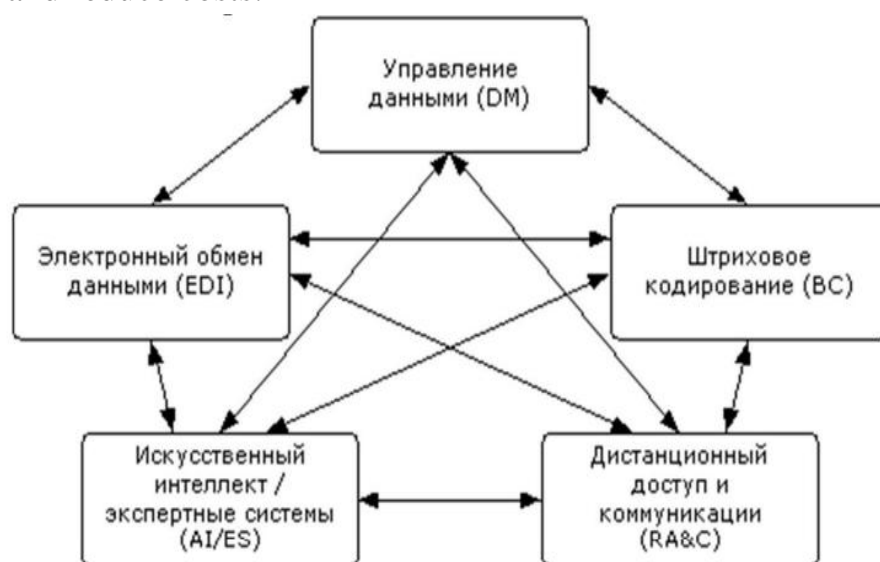 Управление
данными (DM)
Электронный обмен
данными (EDI)
Штриховое
кодирование (BC)
Искусственный
интеллект /
экспертные системы
(AI/ES)
Дистанционный
доступ и
коммуникации
(RA&C)